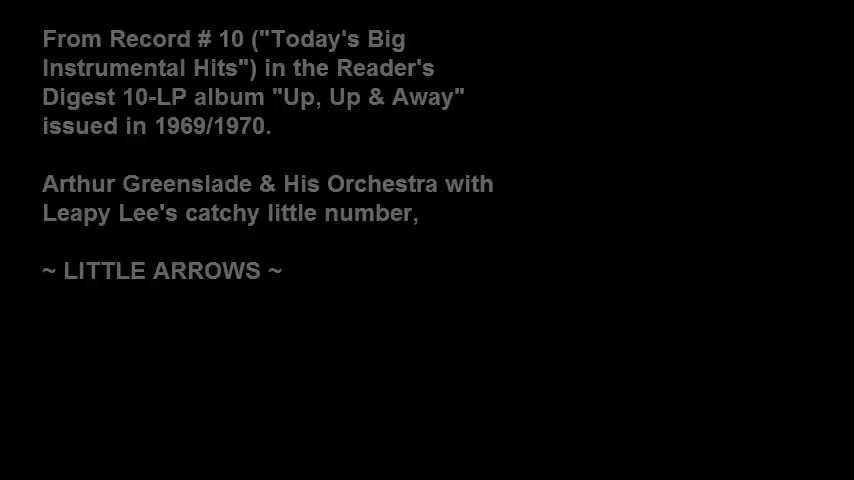 From Record # 10 ("Today's Big
Instrumental Hits") in the Reader's
Digest 10-LP album "Up, Up & Away"
issued in 1969/1970.
Arthur Greenslade & His Orchestra with
Leapy Lee's catchy little number,
~ LITTLE ARROWS ~